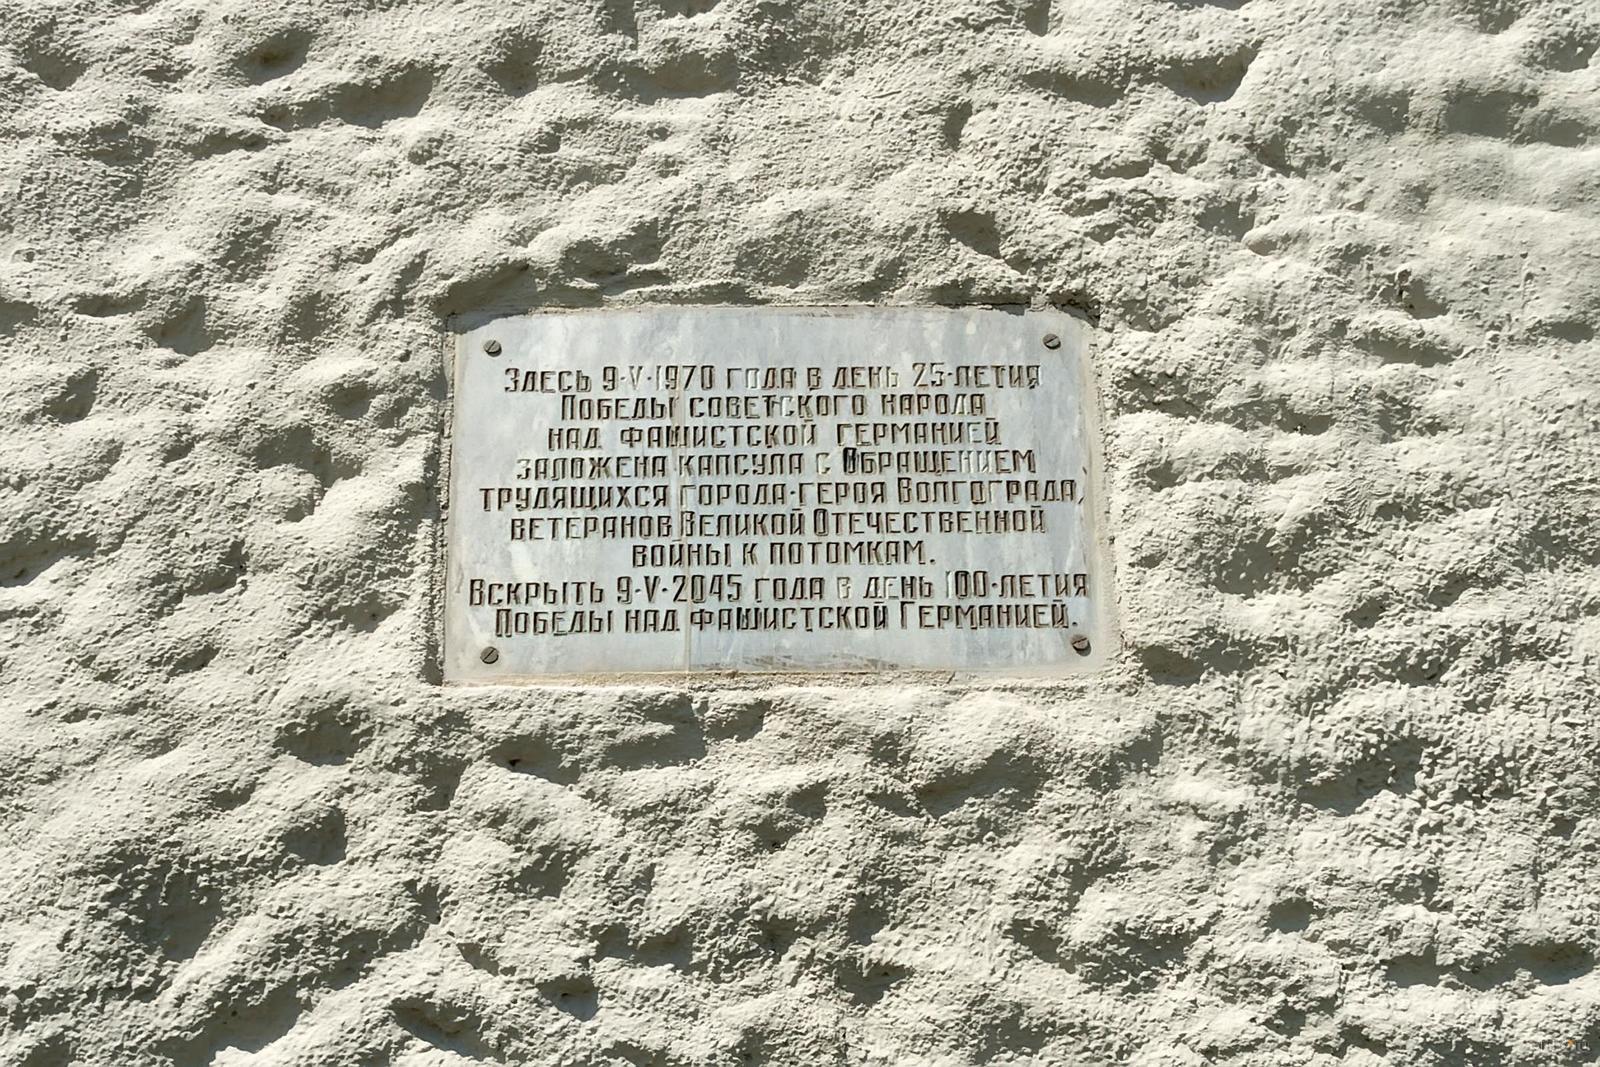 Здесь 9·V·1970 года в день 25-летия
Победы советского народа
над фашистской германией
заложена капсула с Обращением
трудящихся города-героя Волгограда,
ветеранов Великой Отечественной
войны к потомкам.
Вскрыть 9·V·2045 года в день 100-летия
Победы над фашистской Германией.